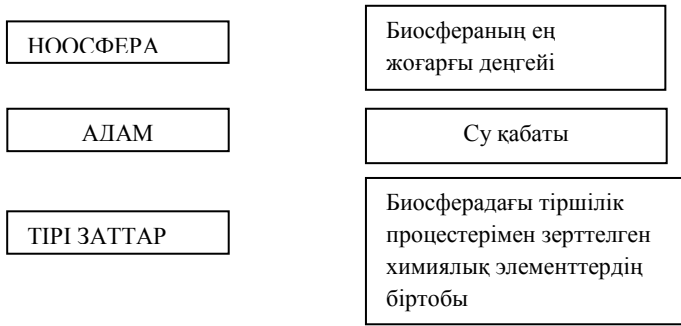 НООСФЕРА
Биосфераның ең
жоғарғы деңгейі
АДАМ
Су қабаты
ТІРІ ЗАТТАР
Биосферадағы тіршілік
процестерімен зерттелген
химиялық элементтердің
біртобы